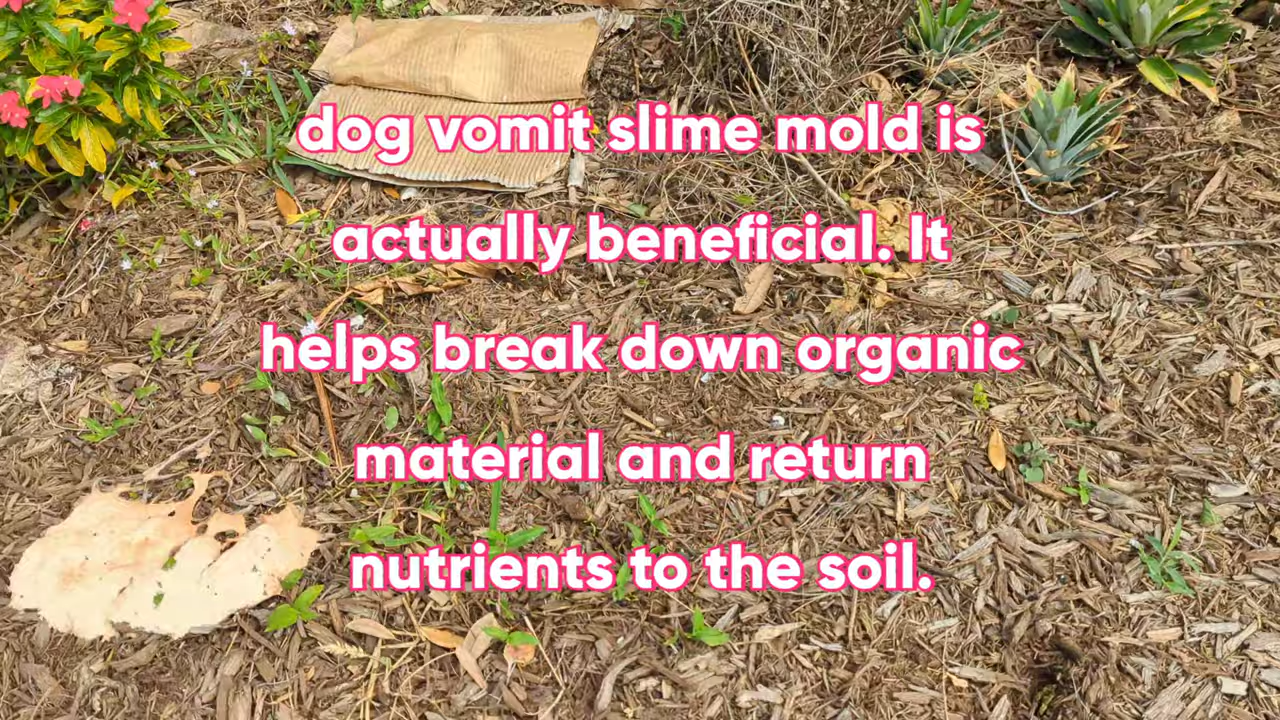 dog vomit slime mold is
actually beneficial. It
helps break down organic
material and return
nutrients to the soil.